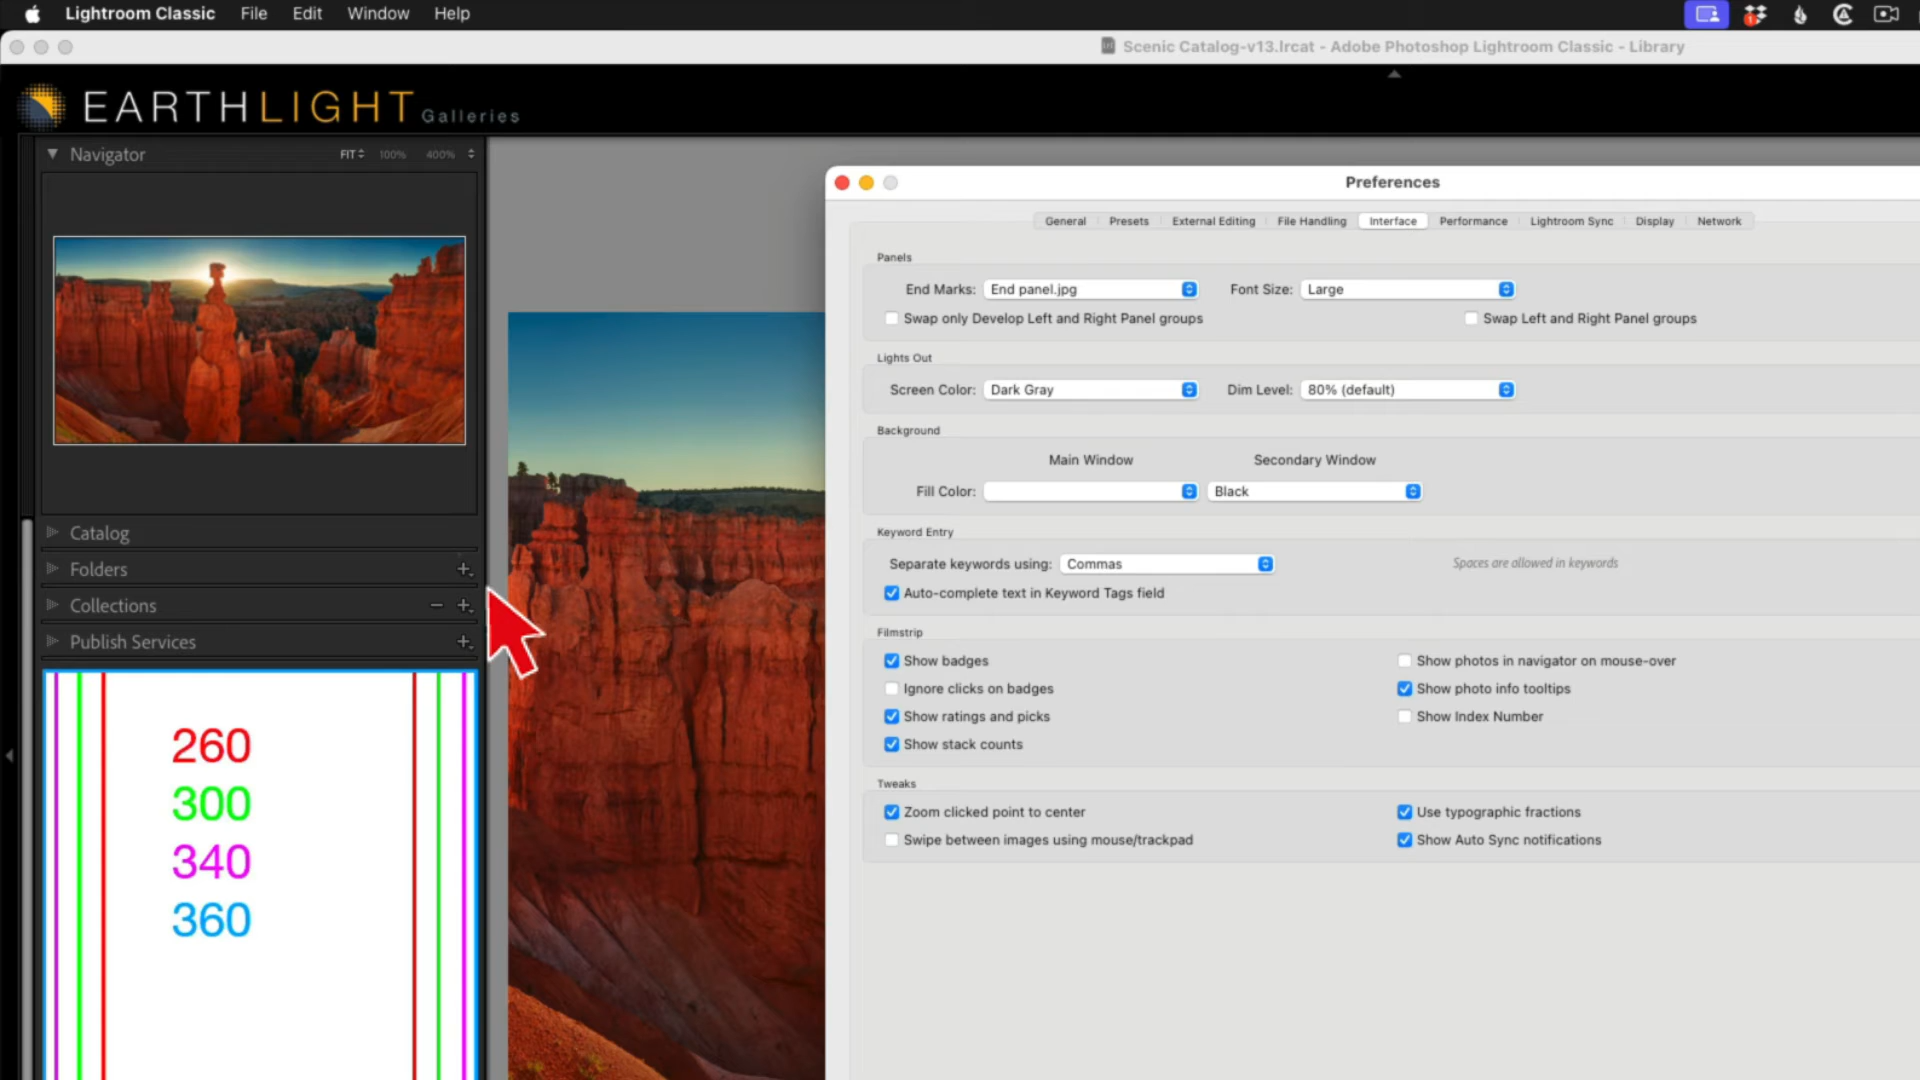 Lightroom Classic File Edit Window Help
Scenic Catalog-v13.lrcat - Adobe Photoshop Lightroom Classic - Library
EARTHLIGHT Galleries
Navigator FIT 100% 400%
Preferences
General Presets External Editing File Handling Interface Performance Lightroom Sync Display Network
Panels
End Marks: End panel.jpg Font Size: Large
Swap only Develop Left and Right Panel groups Swap Left and Right Panel groups
Lights Out
Screen Color: Dark Gray Dim Level: 80% (default)
Background
Main Window Secondary Window
Fill Color: Black
Keyword Entry
Separate keywords using: Commas Spaces are allowed in keywords
Auto-complete text in Keyword Tags field
Filmstrip
Show badges Show photos in navigator on mouse-over
Ignore clicks on badges Show photo info tooltips
Show ratings and picks Show Index Number
Show stack counts
Tweaks
Zoom clicked point to center Use typographic fractions
Swipe between images using mouse/trackpad Show Auto Sync notifications
Catalog
Folders
Collections
Publish Services
260
300
340
360